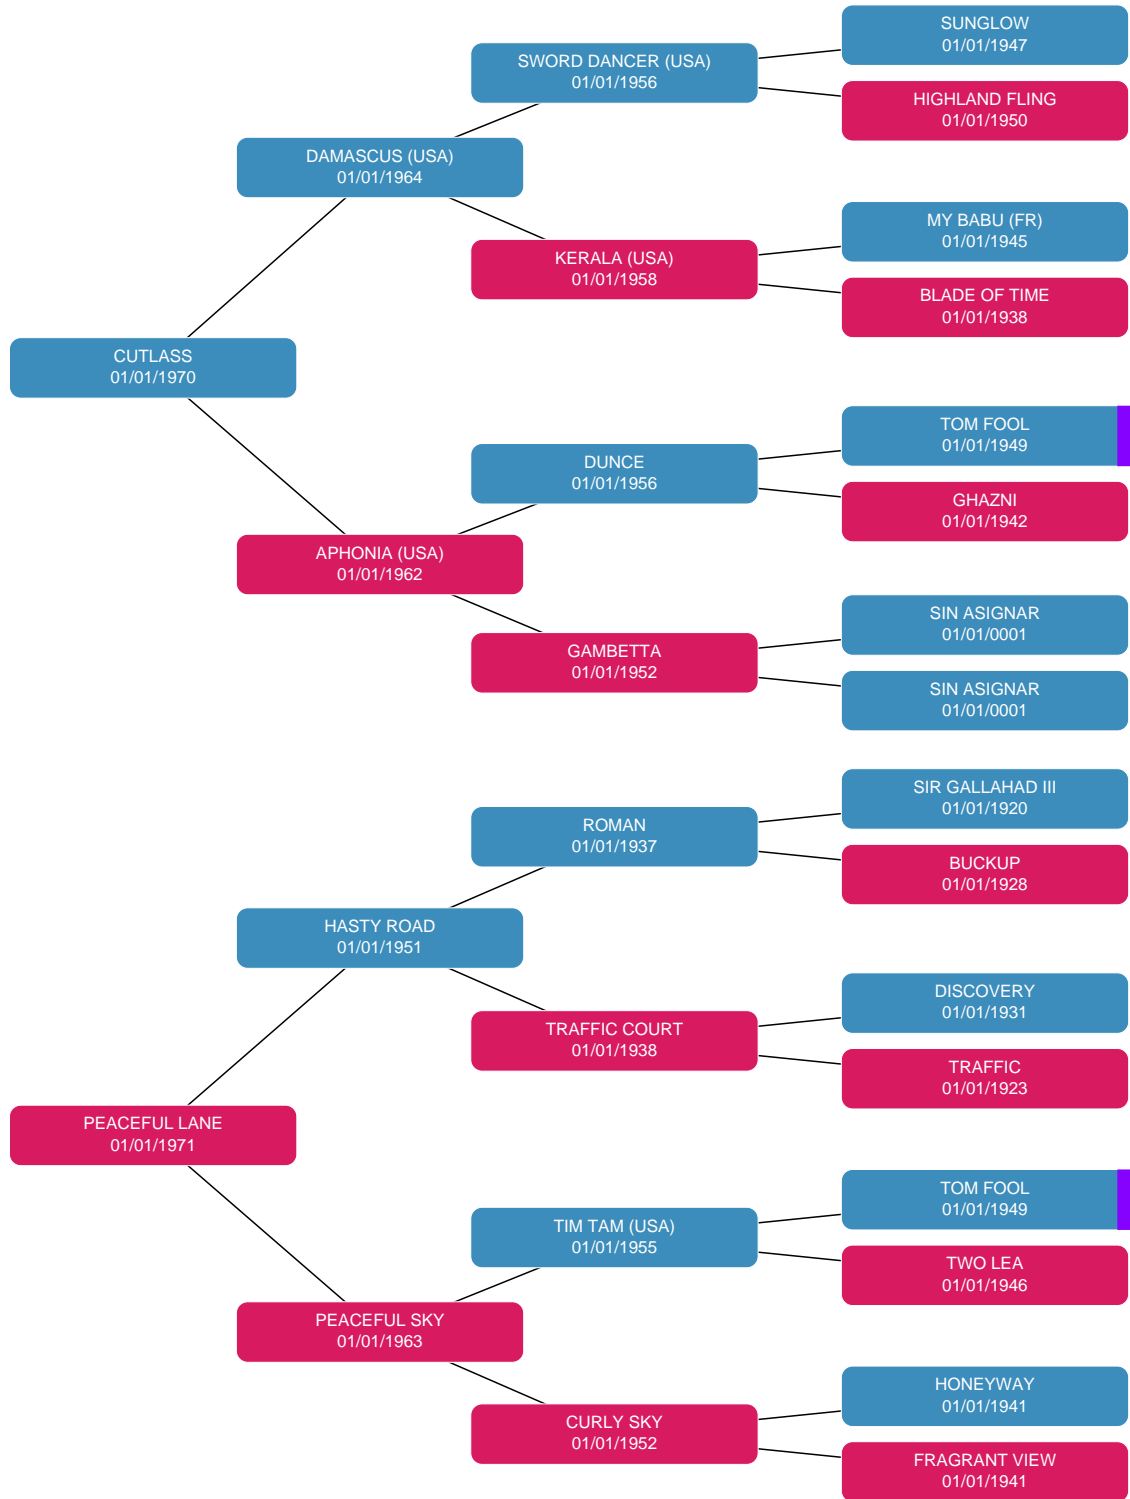 SUNGLOW
01/01/1947
SWORD DANCER (USA)
01/01/1956
HIGHLAND FLING
01/01/1950
DAMASCUS (USA)
01/01/1964
MY BABU (FR)
01/01/1945
KERALA (USA)
01/01/1958
BLADE OF TIME
01/01/1938
CUTLASS
01/01/1970
TOM FOOL
01/01/1949
DUNCE
01/01/1956
GHAZNI
01/01/1942
APHONIA (USA)
01/01/1962
SIN ASIGNAR
01/01/0001
GAMBETTA
01/01/1952
SIN ASIGNAR
01/01/0001
SIR GALLAHAD III
01/01/1920
ROMAN
01/01/1937
BUCKUP
01/01/1928
HASTY ROAD
01/01/1951
DISCOVERY
01/01/1931
TRAFFIC COURT
01/01/1938
TRAFFIC
01/01/1923
PEACEFUL LANE
01/01/1971
TOM FOOL
01/01/1949
TIM TAM (USA)
01/01/1955
TWO LEA
01/01/1946
PEACEFUL SKY
01/01/1963
HONEYWAY
01/01/1941
CURLY SKY
01/01/1952
FRAGRANT VIEW
01/01/1941